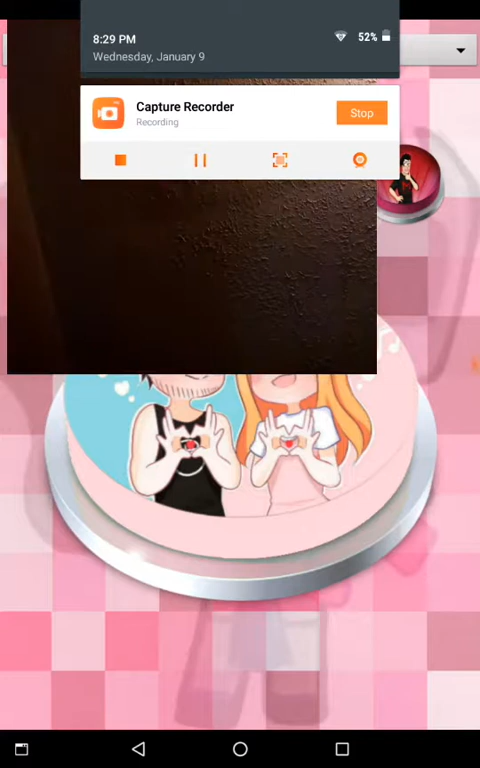 8:29 PM
52%
Wednesday, January 9
Capture Recorder
Recording
Stop